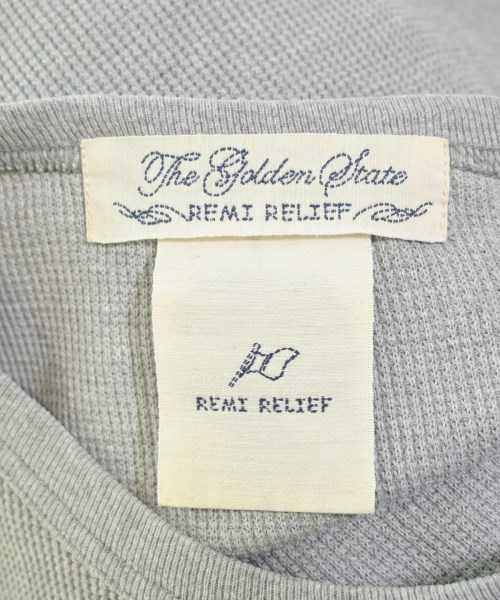 The Golden State
REMI RELIEF
REMI RELIEF